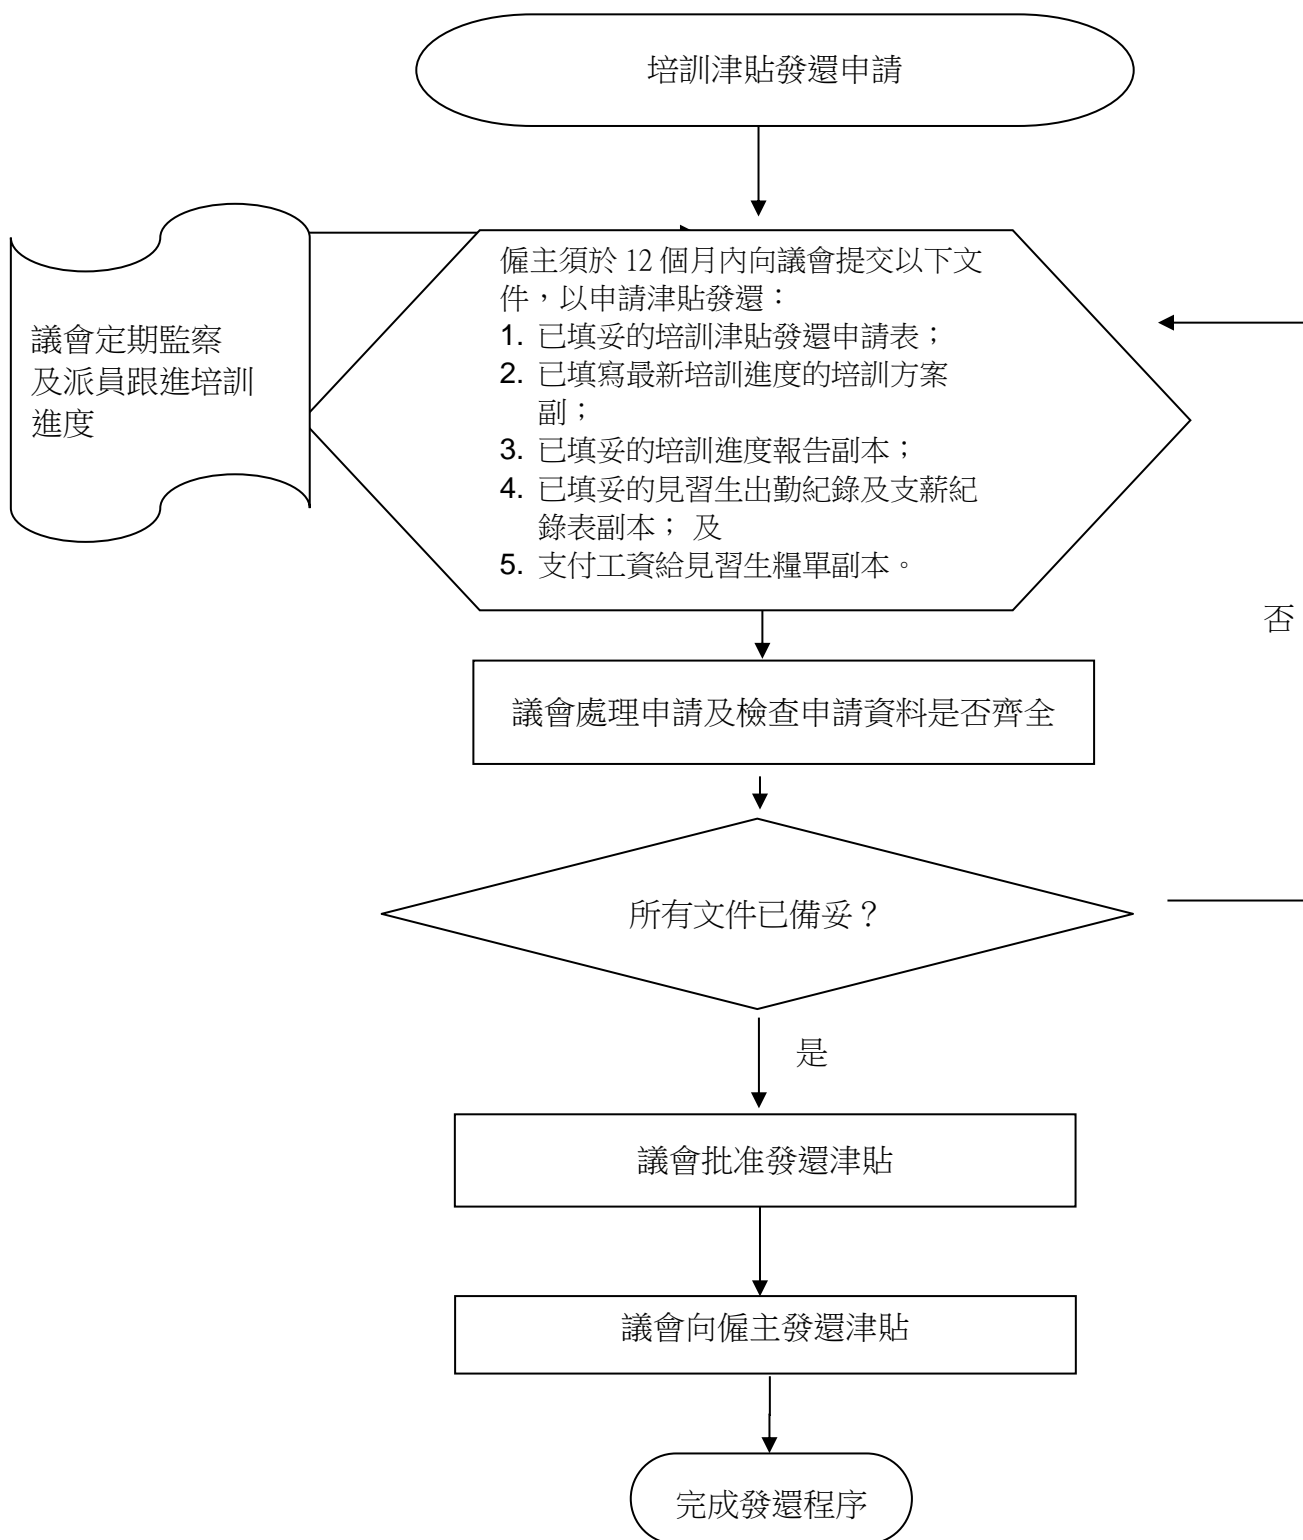 培訓津貼發還申請
議會定期監察
及派員跟進培訓
進度
僱主須於 12 個月內向議會提交以下文
件，以申請津貼發還：
1. 已填妥的培訓津貼發還申請表；
2. 已填寫最新培訓進度的培訓方案
副；
3. 已填妥的培訓進度報告副本；
4. 已填妥的見習生出勤紀錄及支薪紀
錄表副本； 及
5. 支付工資給見習生糧單副本。
否
議會處理申請及檢查申請資料是否齊全
所有文件已備妥？
是
議會批准發還津貼
議會向僱主發還津貼
完成發還程序